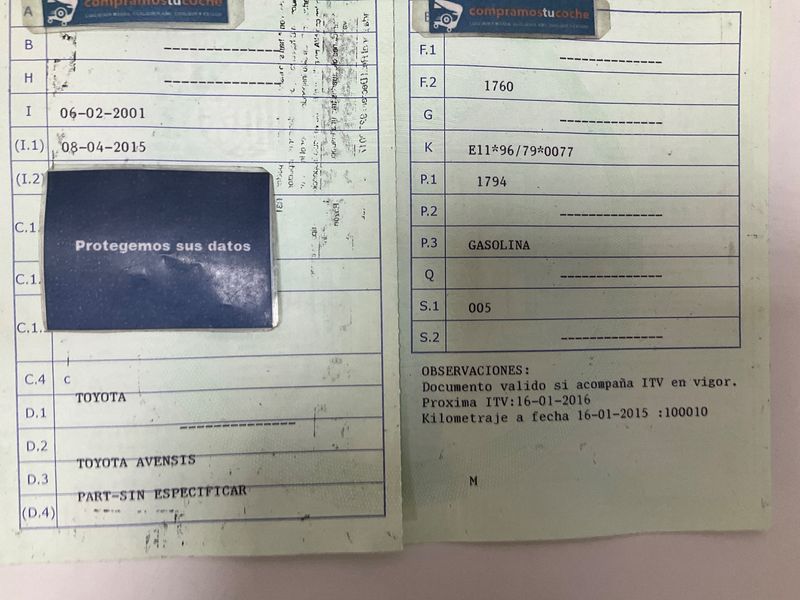 compramostucoche
A
B ------------
H ------------
I 06-02-2001
(I.1) 08-04-2015
(I.2)
C.1.
Protegemos sus datos
C.1.
C.1.
C.4 C
TOYOTA
D.1
------------
D.2
TOYOTA AVENSIS
D.3
PART-SIN ESPECIFICAR
(D.4)
compramostucoche
F.1 ------------
F.2 1760
G ------------
K E11*96/79*0077
P.1 1794
P.2 ------------
P.3 GASOLINA
Q ------------
S.1 005
S.2 ------------
OBSERVACIONES:
Documento valido si acompaña ITV en vigor.
Proxima ITV:16-01-2016
Kilometraje a fecha 16-01-2015 :100010
M